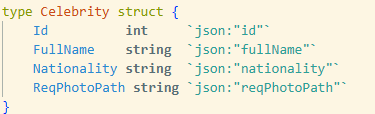 type Celebrity struct {
    Id           int     `json:"id"`
    FullName     string  `json:"fullName"`
    Nationality  string  `json:"nationality"`
    ReqPhotoPath string `json:"reqPhotoPath"`
}